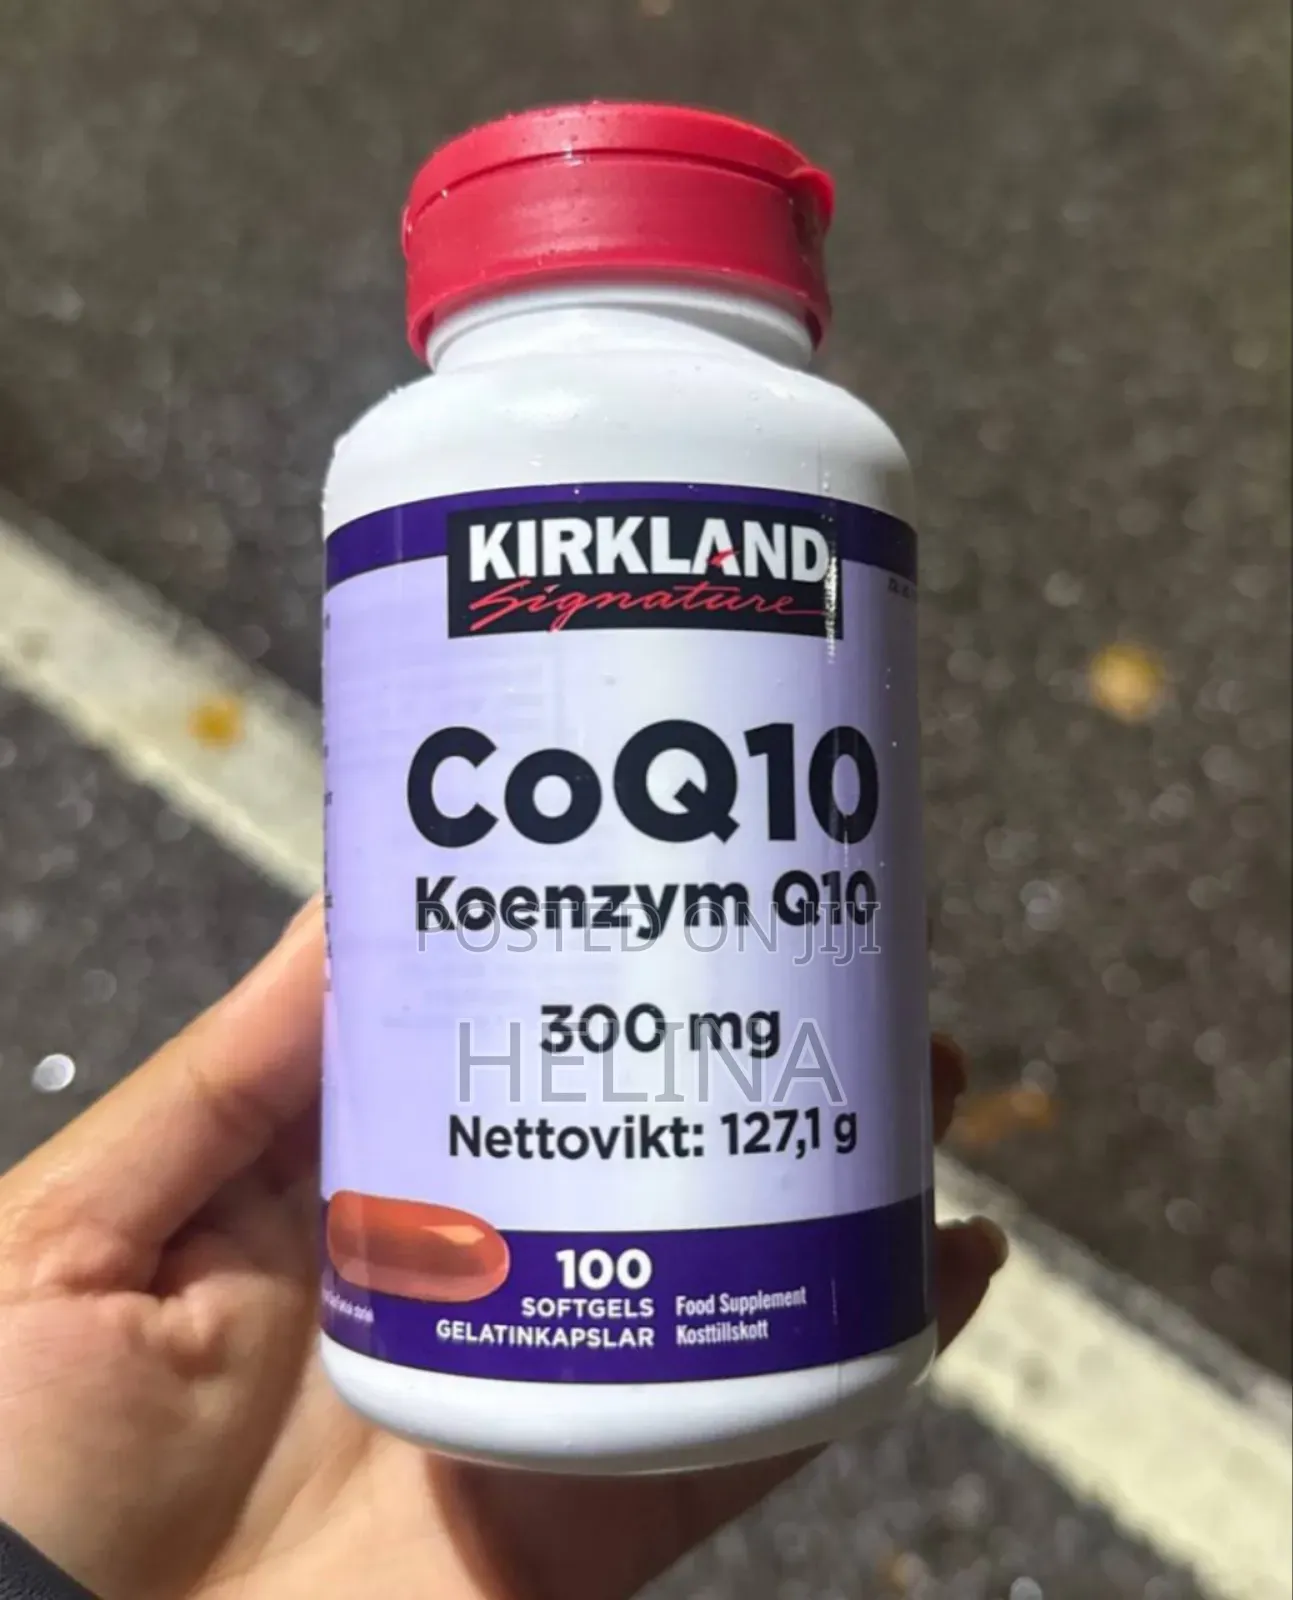 KIRKLAND
Signature
CoQ10
Koenzym Q10
POSTED ON JIJI
300 mg
HELINA
Nettovikt: 127,1 g
100
SOFTGELS
GELATINKAPSLAR
Food Supplement
Kosttillskott